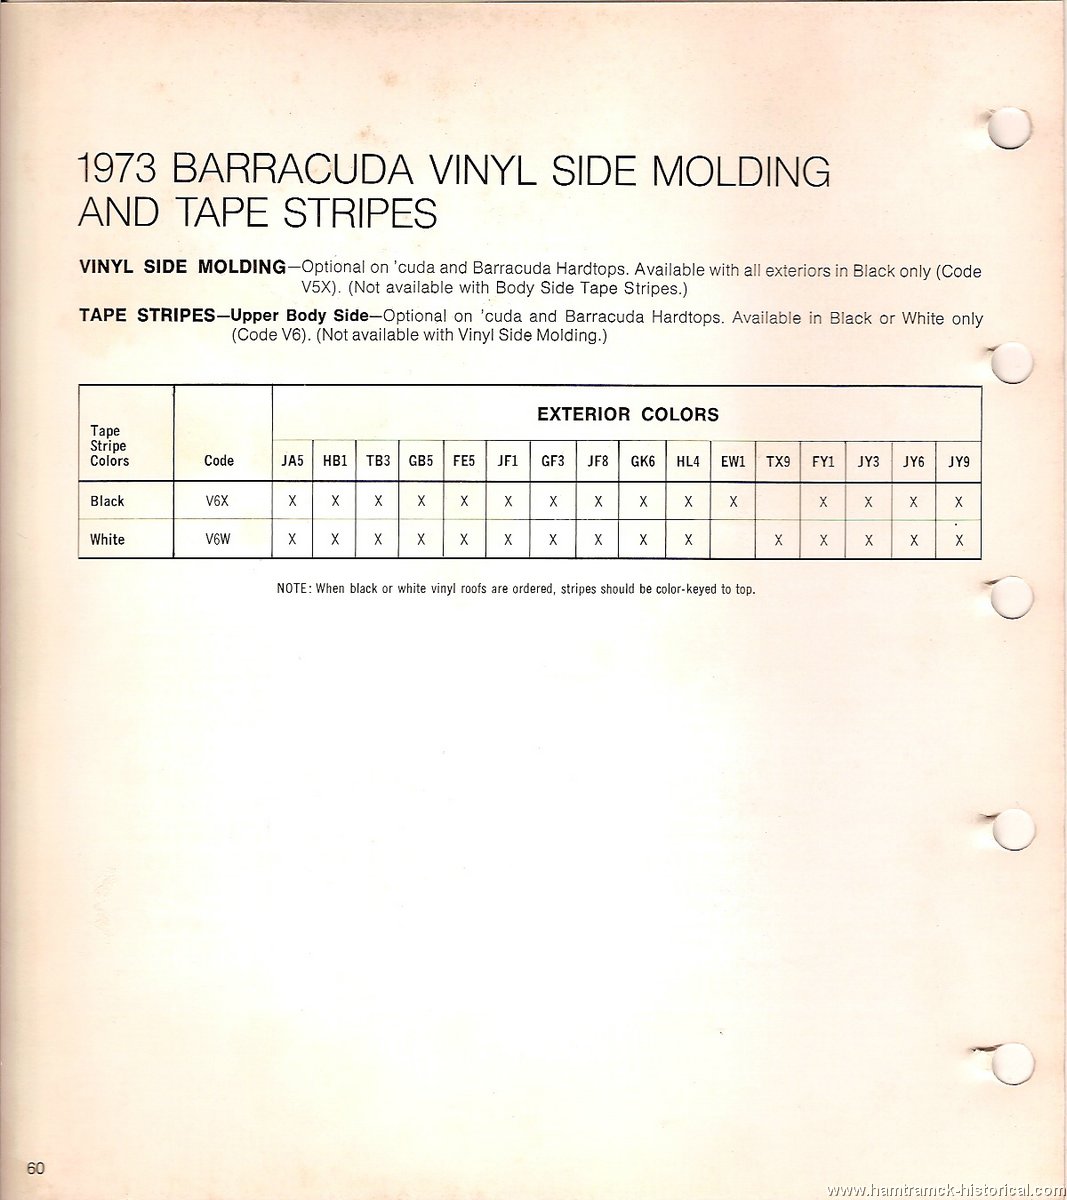 1973 BARRACUDA VINYL SIDE MOLDING
AND TAPE STRIPES
VINYL SIDE MOLDING—Optional on 'cuda and Barracuda Hardtops. Available with all exteriors in Black only (Code
V5X). (Not available with Body Side Tape Stripes.)
TAPE STRIPES—Upper Body Side—Optional on 'cuda and Barracuda Hardtops. Available in Black or White only
(Code V6). (Not available with Vinyl Side Molding.)
EXTERIOR COLORS
Tape
Stripe
Colors Code JA5 HB1 TB3 GB5 FE5 JF1 GF3 JF8 GK6 HL4 EW1 TX9 FY1 JY3 JY6 JY9
Black V6X X X X X X X X X X X X X X X X
White V6W X X X X X X X X X X X X X X X
NOTE: When black or white vinyl roofs are ordered, stripes should be color-keyed to top.
60
www.hamtramck-historical.com